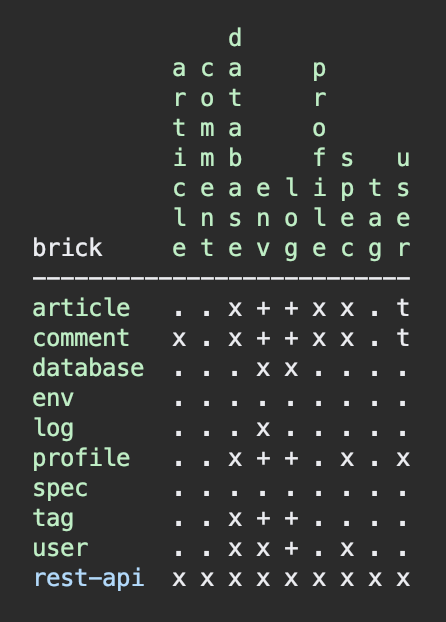 brick
article
comment
database
env
log
profile
spec
tag
user
article . . x + + x x . t
comment x . x + + x x . t
database . . . x x . . . .
env . . . . . . . . .
log . . . x . . . . .
profile . . x + + . x . x
spec . . . . . . . . .
tag . . x + + . . . .
user . . x x + . x . .
rest-api x x x x x x x x x